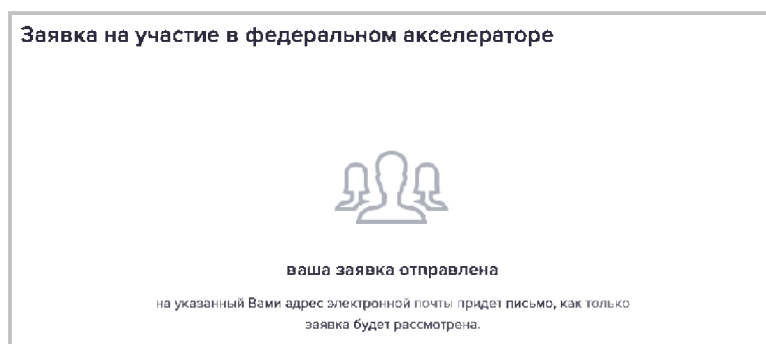 Заявка на участие в федеральном акселераторе
ваша заявка отправлена
на указанный Вами адрес электронной почты придет письмо, как только
заявка будет рассмотрена.